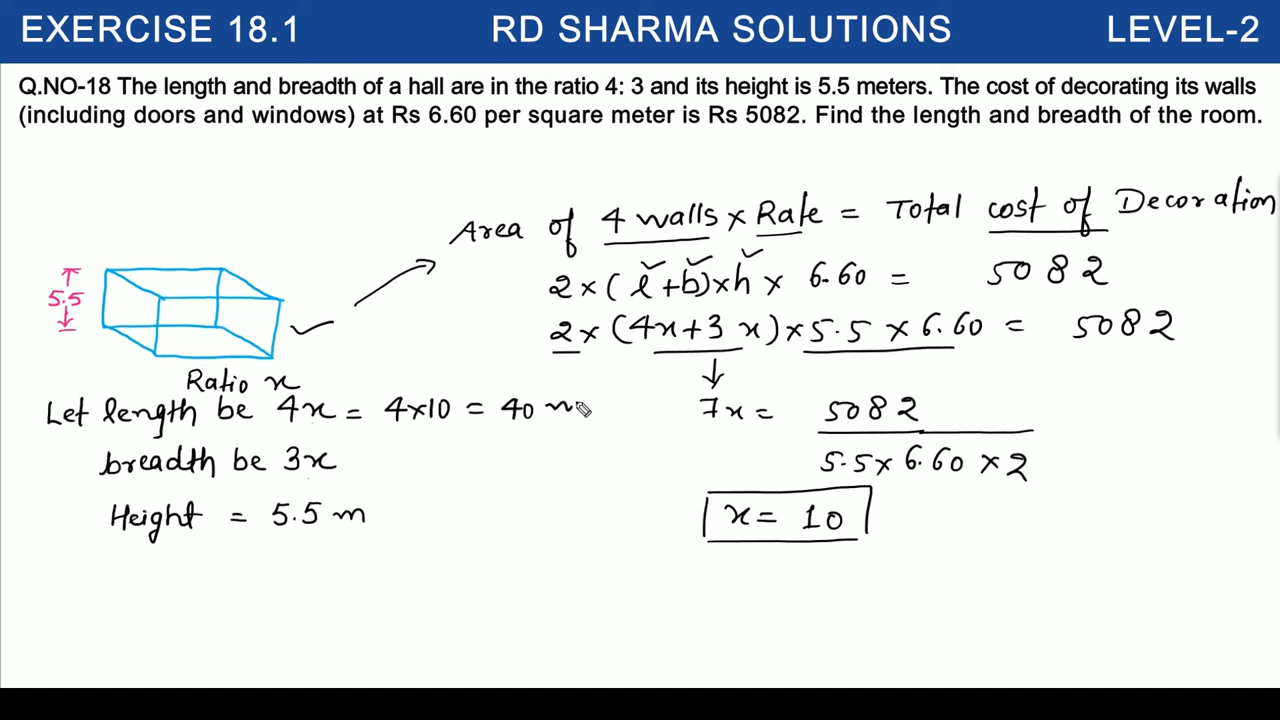 EXERCISE 18.1 RD SHARMA SOLUTIONS LEVEL-2
Q.NO-18 The length and breadth of a hall are in the ratio 4: 3 and its height is 5.5 meters. The cost of decorating its walls
(including doors and windows) at Rs 6.60 per square meter is Rs 5082. Find the length and breadth of the room.
Area of 4 walls × Rate = Total cost of Decoration
2 × ( l + b ) × h × 6.60 = 5082
5.5
2 × (4x + 3x) × 5.5 × 6.60 = 5082
Ratio x
Let length be 4x = 4×10 = 40 m
7x = 5082
5.5 × 6.60 × 2
breadth be 3x
Height = 5.5 m
x = 10